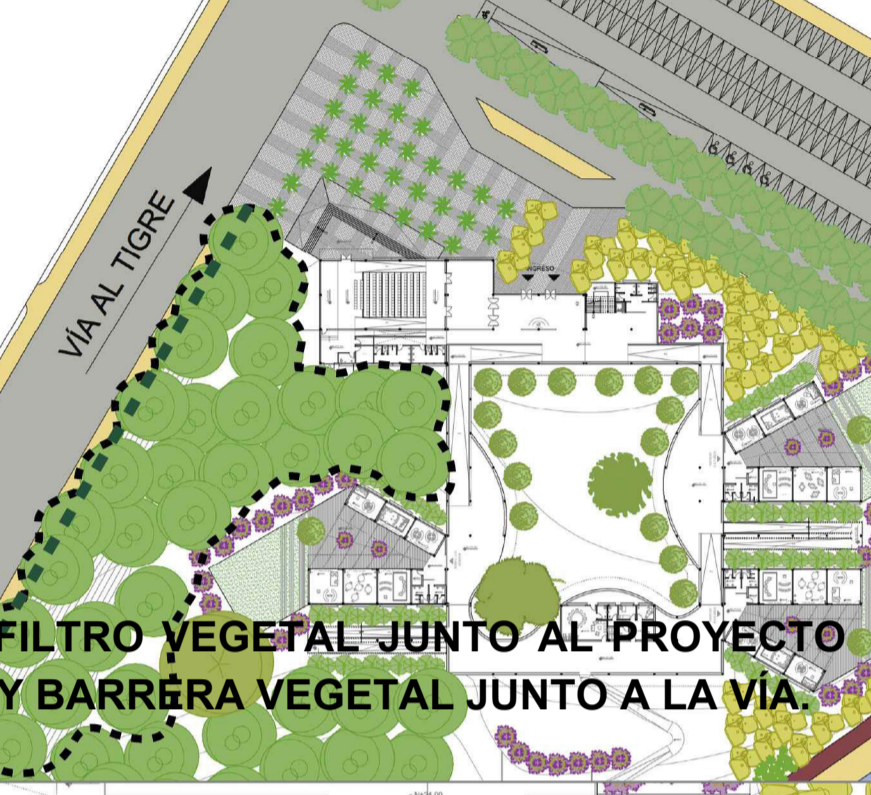 VÍA AL TIGRE
INGRESO
FILTRO VEGETAL JUNTO AL PROYECTO
Y BARRERA VEGETAL JUNTO A LA VÍA.